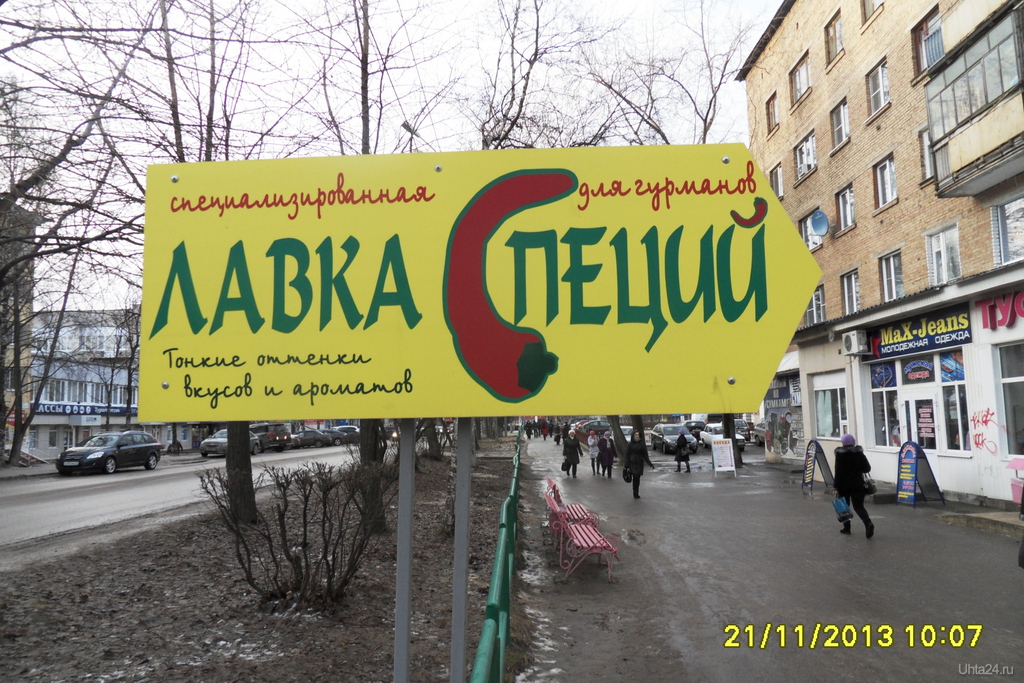 специализированная
для гурманов
ЛАВКА СПЕЦИЙ
Тонкие оттенки
вкусов и ароматов
MaX-Jeans
МОЛОДЕЖНАЯ ОДЕЖДА
21/11/2013 10:07
Uhta24.ru